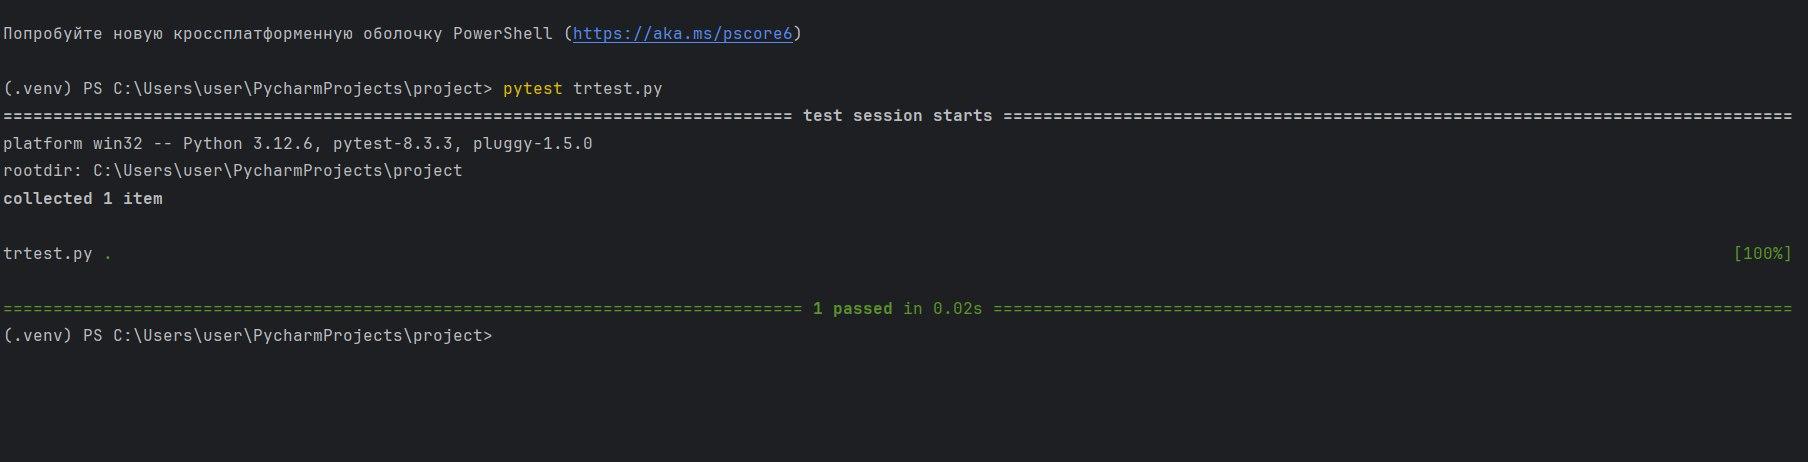 Попробуйте новую кроссплатформенную оболочку PowerShell (https://aka.ms/pscore6)
(.venv) PS C:\Users\user\PycharmProjects\project> pytest trtest.py
=============================================================================== test session starts ===============================================================================
platform win32 -- Python 3.12.6, pytest-8.3.3, pluggy-1.5.0
rootdir: C:\Users\user\PycharmProjects\project
collected 1 item
trtest.py . [100%]
================================================================================ 1 passed in 0.02s ================================================================================
(.venv) PS C:\Users\user\PycharmProjects\project>